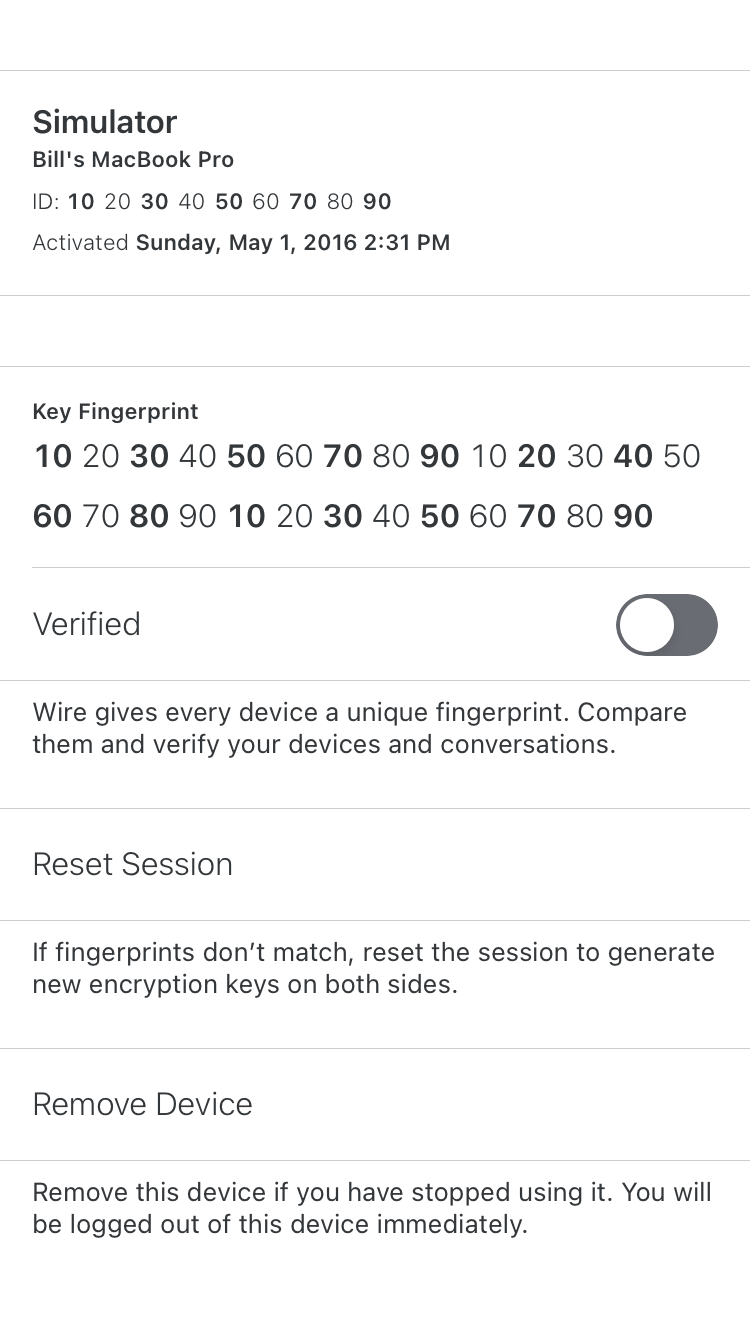 Simulator
Bill's MacBook Pro
ID: 10 20 30 40 50 60 70 80 90
Activated Sunday, May 1, 2016 2:31 PM
Key Fingerprint
10 20 30 40 50 60 70 80 90 10 20 30 40 50
60 70 80 90 10 20 30 40 50 60 70 80 90
Verified
Wire gives every device a unique fingerprint. Compare
them and verify your devices and conversations.
Reset Session
If fingerprints don’t match, reset the session to generate
new encryption keys on both sides.
Remove Device
Remove this device if you have stopped using it. You will
be logged out of this device immediately.